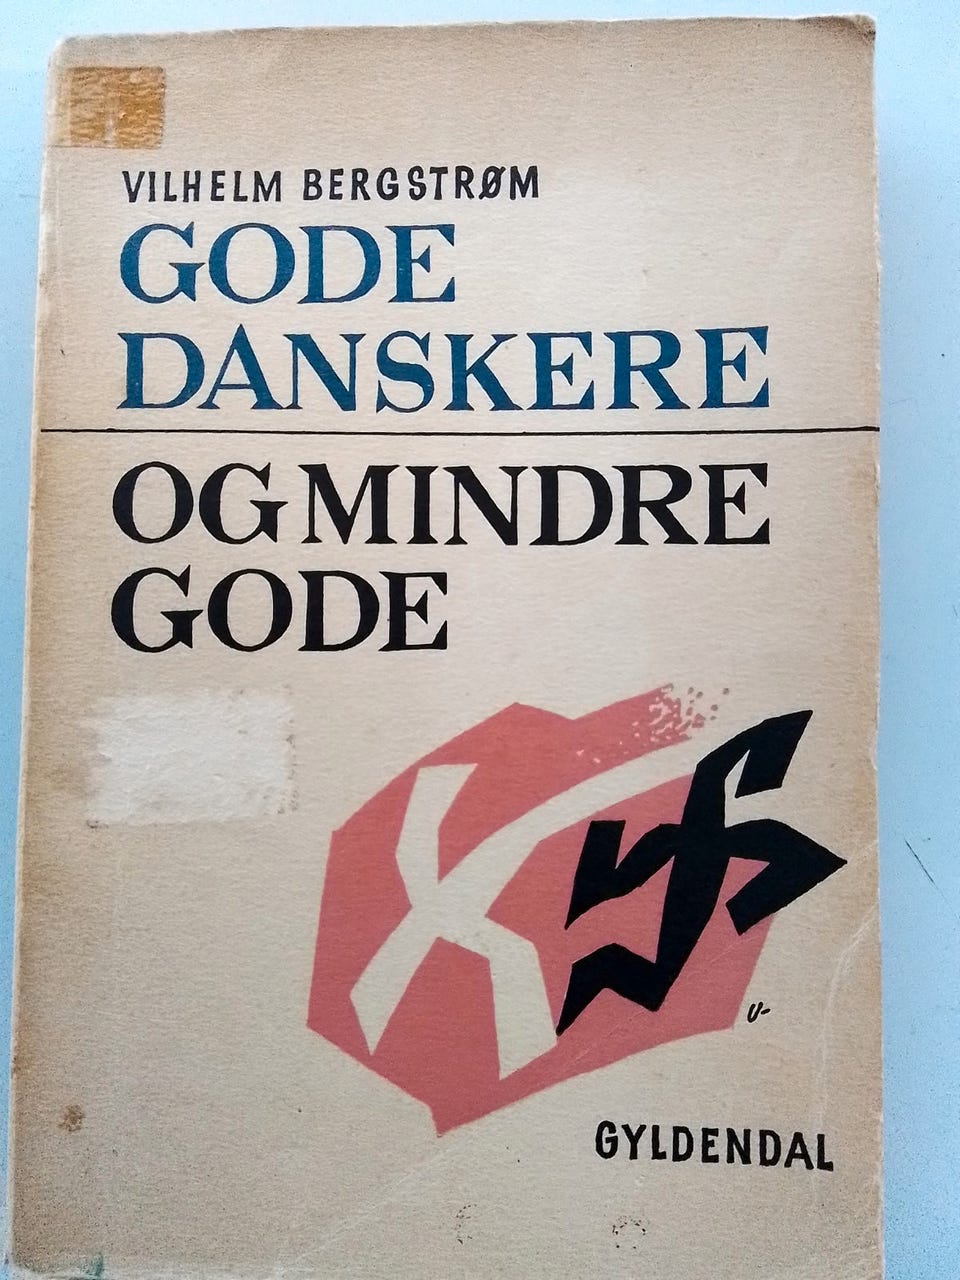 VILHELM BERGSTRØM
GODE
DANSKERE
OG MINDRE
GODE
GYLDENDAL